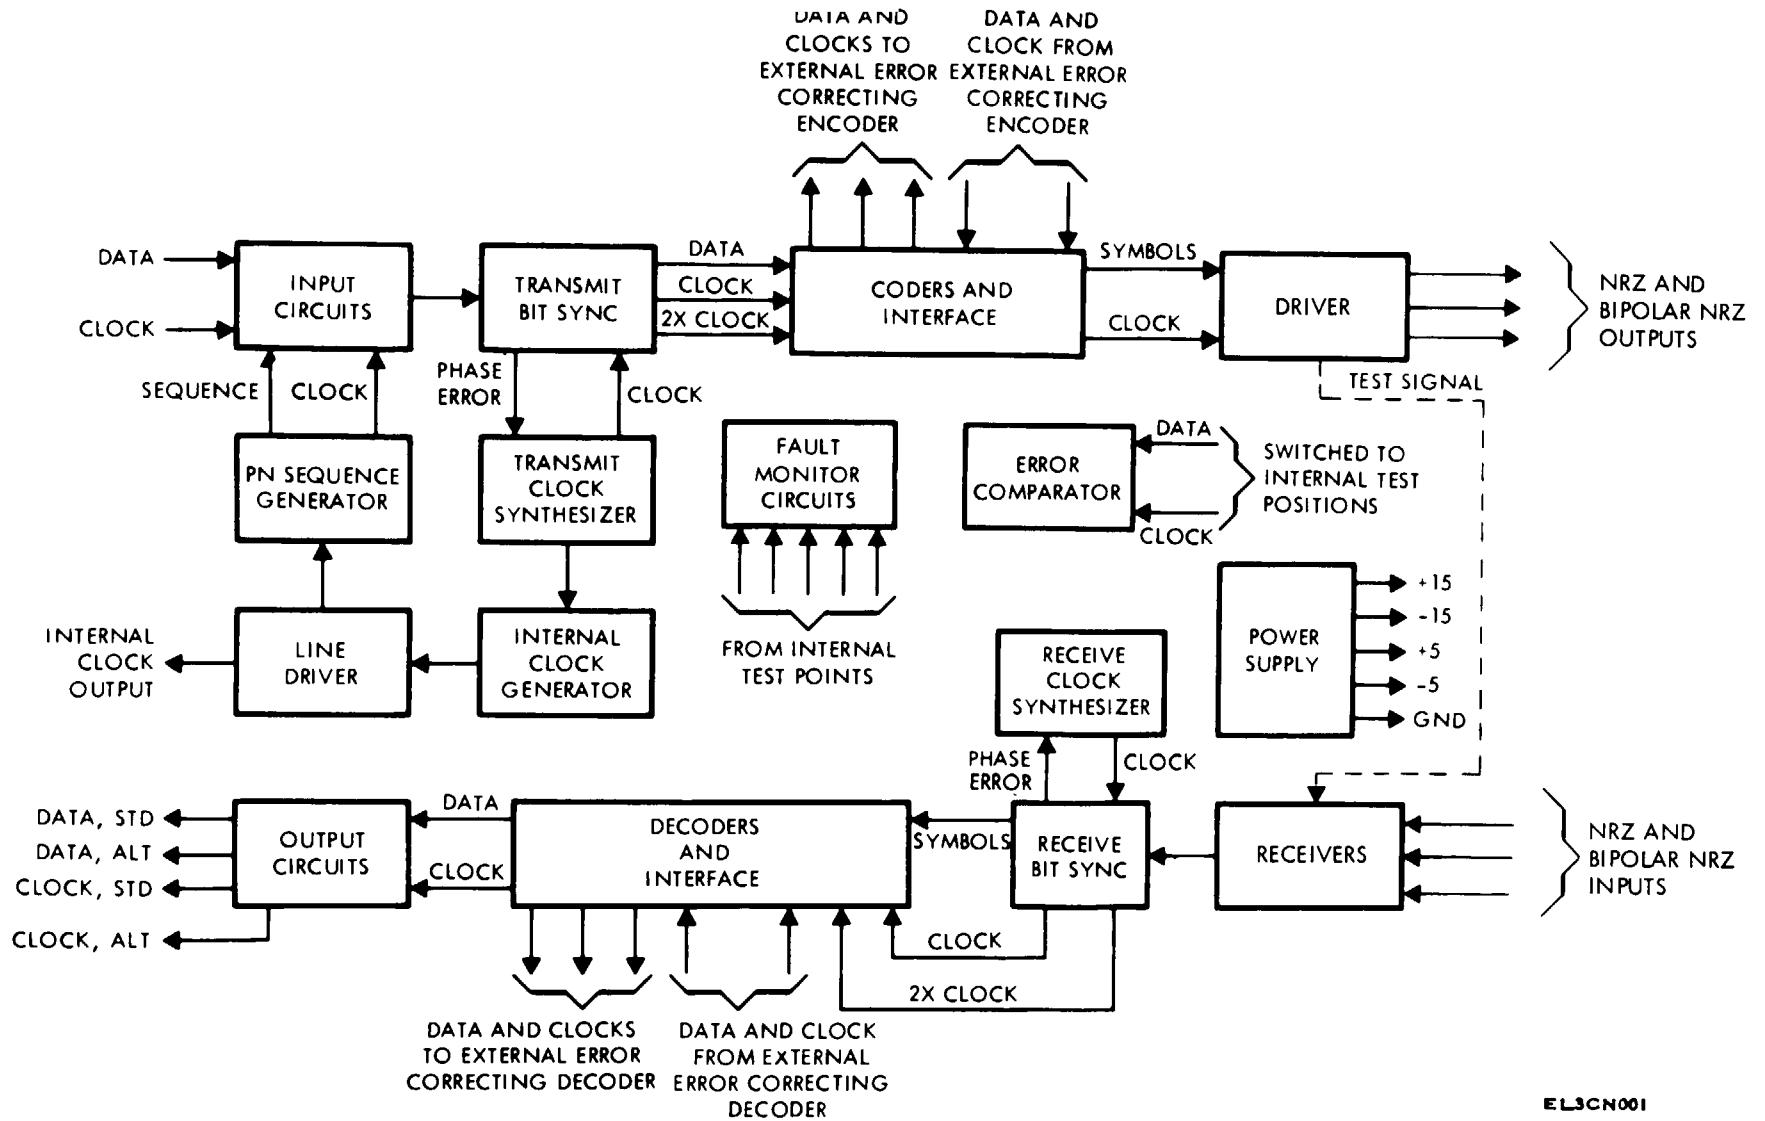 DATA AND
CLOCKS TO
EXTERNAL ERROR
CORRECTING
ENCODER
DATA AND
CLOCK FROM
EXTERNAL ERROR
CORRECTING
ENCODER
DATA
CLOCK
INPUT
CIRCUITS
TRANSMIT
BIT SYNC
DATA
CLOCK
2X CLOCK
CODERS AND
INTERFACE
SYMBOLS
CLOCK
DRIVER
NRZ AND
BIPOLAR NRZ
OUTPUTS
SEQUENCE
CLOCK
PHASE
ERROR
CLOCK
TEST SIGNAL
PN SEQUENCE
GENERATOR
TRANSMIT
CLOCK
SYNTHESIZER
FAULT
MONITOR
CIRCUITS
ERROR
COMPARATOR
DATA
CLOCK
SWITCHED TO
INTERNAL TEST
POSITIONS
INTERNAL
CLOCK
OUTPUT
LINE
DRIVER
INTERNAL
CLOCK
GENERATOR
FROM INTERNAL
TEST POINTS
RECEIVE
CLOCK
SYNTHESIZER
POWER
SUPPLY
+15
-15
+5
-5
GND
PHASE
ERROR
CLOCK
DATA, STD
DATA, ALT
CLOCK, STD
CLOCK, ALT
OUTPUT
CIRCUITS
DATA
CLOCK
DECODERS
AND
INTERFACE
SYMBOLS
RECEIVE
BIT SYNC
RECEIVERS
NRZ AND
BIPOLAR NRZ
INPUTS
CLOCK
2X CLOCK
DATA AND CLOCKS
TO EXTERNAL ERROR
CORRECTING DECODER
DATA AND CLOCK
FROM EXTERNAL
ERROR CORRECTING
DECODER
EL3CN001